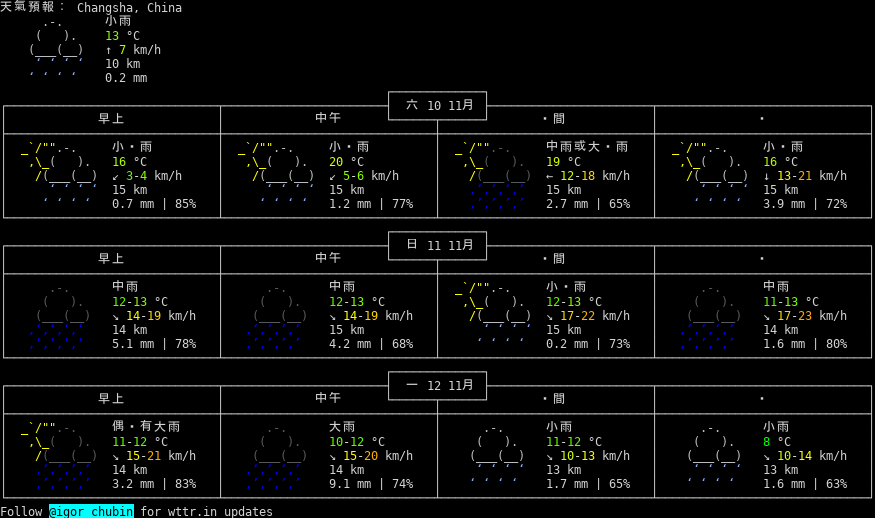 天氣預報： Changsha, China
小雨
13 °C
↑ 7 km/h
10 km
0.2 mm
六 10 11月
早上 中午 ・間 ・
小・雨 小・雨 中雨或大・雨 小・雨
16 °C 20 °C 19 °C 16 °C
↙ 3-4 km/h ↙ 5-6 km/h ← 12-18 km/h ↓ 13-21 km/h
15 km 15 km 15 km 15 km
0.7 mm | 85% 1.2 mm | 77% 2.7 mm | 65% 3.9 mm | 72%
日 11 11月
早上 中午 ・間 ・
中雨 中雨 小・雨 中雨
12-13 °C 12-13 °C 12-13 °C 11-13 °C
↘ 14-19 km/h ↘ 14-19 km/h ↘ 17-22 km/h ↘ 17-23 km/h
14 km 15 km 15 km 14 km
5.1 mm | 78% 4.2 mm | 68% 0.2 mm | 73% 1.6 mm | 80%
一 12 11月
早上 中午 ・間 ・
偶・有大雨 大雨 小雨 小雨
11-12 °C 10-12 °C 11-12 °C 8 °C
↘ 15-21 km/h ↘ 15-20 km/h ↘ 10-13 km/h ↘ 10-14 km/h
14 km 14 km 13 km 13 km
3.2 mm | 83% 9.1 mm | 74% 1.7 mm | 65% 1.6 mm | 63%
Follow @igor_chubin for wttr.in updates